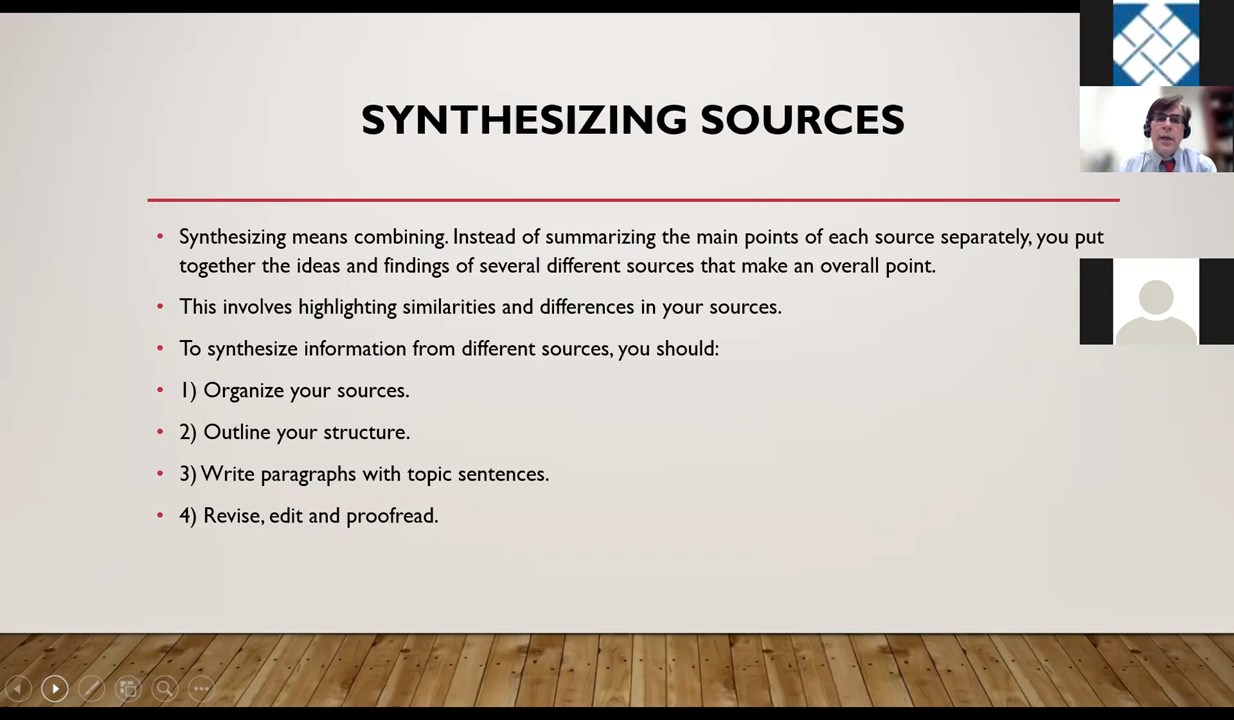 SYNTHESIZING SOURCES
• Synthesizing means combining. Instead of summarizing the main points of each source separately, you put
together the ideas and findings of several different sources that make an overall point.
• This involves highlighting similarities and differences in your sources.
• To synthesize information from different sources, you should:
• 1) Organize your sources.
• 2) Outline your structure.
• 3) Write paragraphs with topic sentences.
• 4) Revise, edit and proofread.